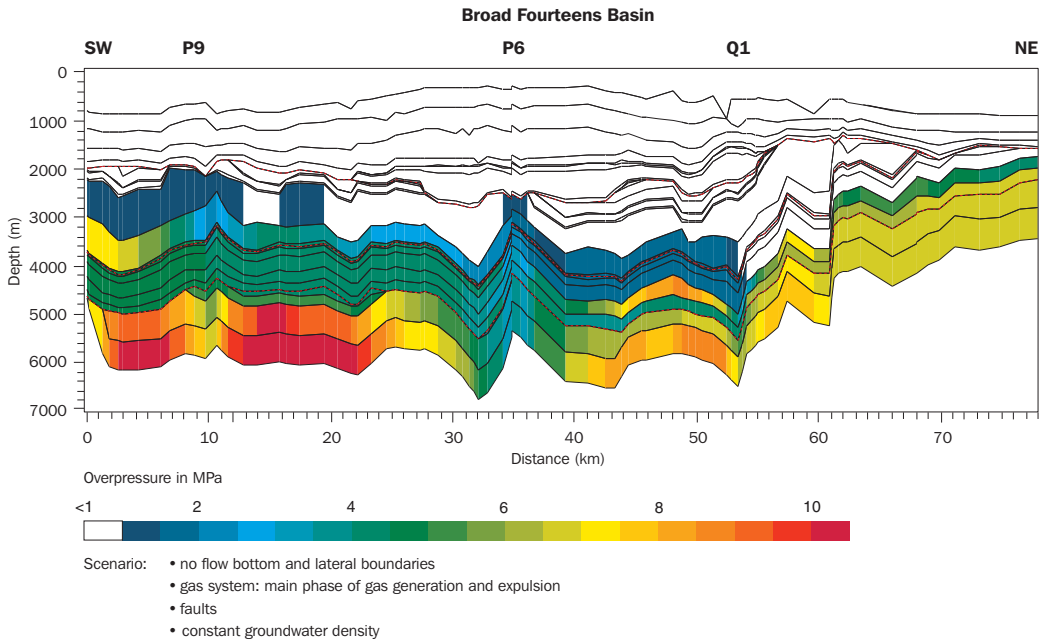 Broad Fourteens Basin
SW P9 P6 Q1 NE
0
1000
2000
3000
4000
5000
6000
7000
Depth (m)
0 10 20 30 40 50 60 70
Distance (km)
Overpressure in MPa
<1 2 4 6 8 10
Scenario: • no flow bottom and lateral boundaries
• gas system: main phase of gas generation and expulsion
• faults
• constant groundwater density